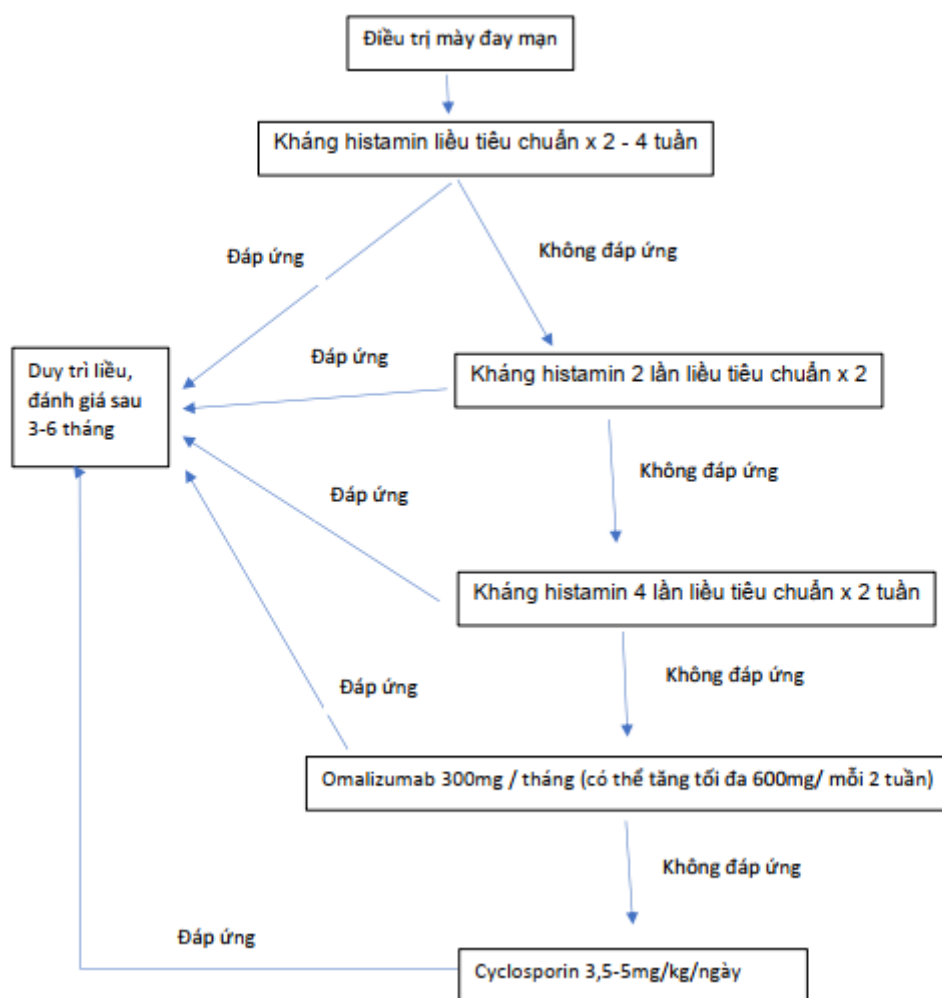 Điều trị mày đay mạn
Kháng histamin liều tiêu chuẩn x 2 - 4 tuần
Đáp ứng
Không đáp ứng
Duy trì liều,
đánh giá sau
3-6 tháng
Đáp ứng
Kháng histamin 2 lần liều tiêu chuẩn x 2
Không đáp ứng
Đáp ứng
Kháng histamin 4 lần liều tiêu chuẩn x 2 tuần
Không đáp ứng
Đáp ứng
Omalizumab 300mg / tháng (có thể tăng tối đa 600mg/ mỗi 2 tuần)
Không đáp ứng
Đáp ứng
Cyclosporin 3,5-5mg/kg/ngày